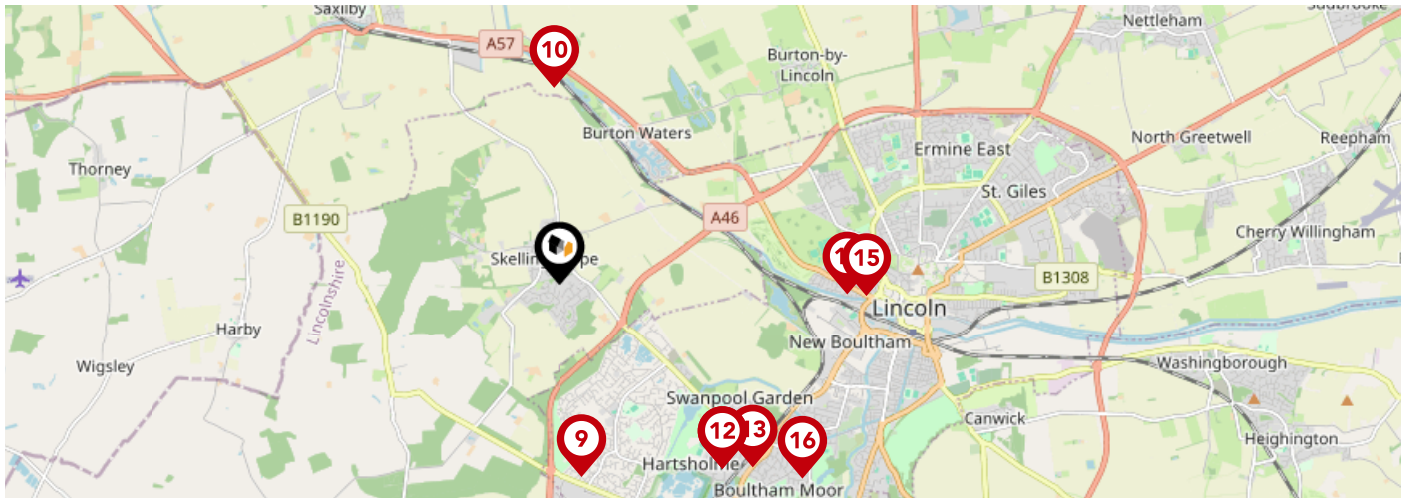 Saxilby
Nettleham
A57
10
Burton-by-
Lincoln
Burton Waters
Ermine East
North Greetwell
Reepham
Thorney
St. Giles
B1190
A46
Cherry Willingham
15
B1308
Lincolnshire
Lincoln
Harby
New Boultham
Wigsley
Washingborough
Swanpool Garden
Canwick
9
12
13
16
Heighington
Hartsholme
Boultham Moor